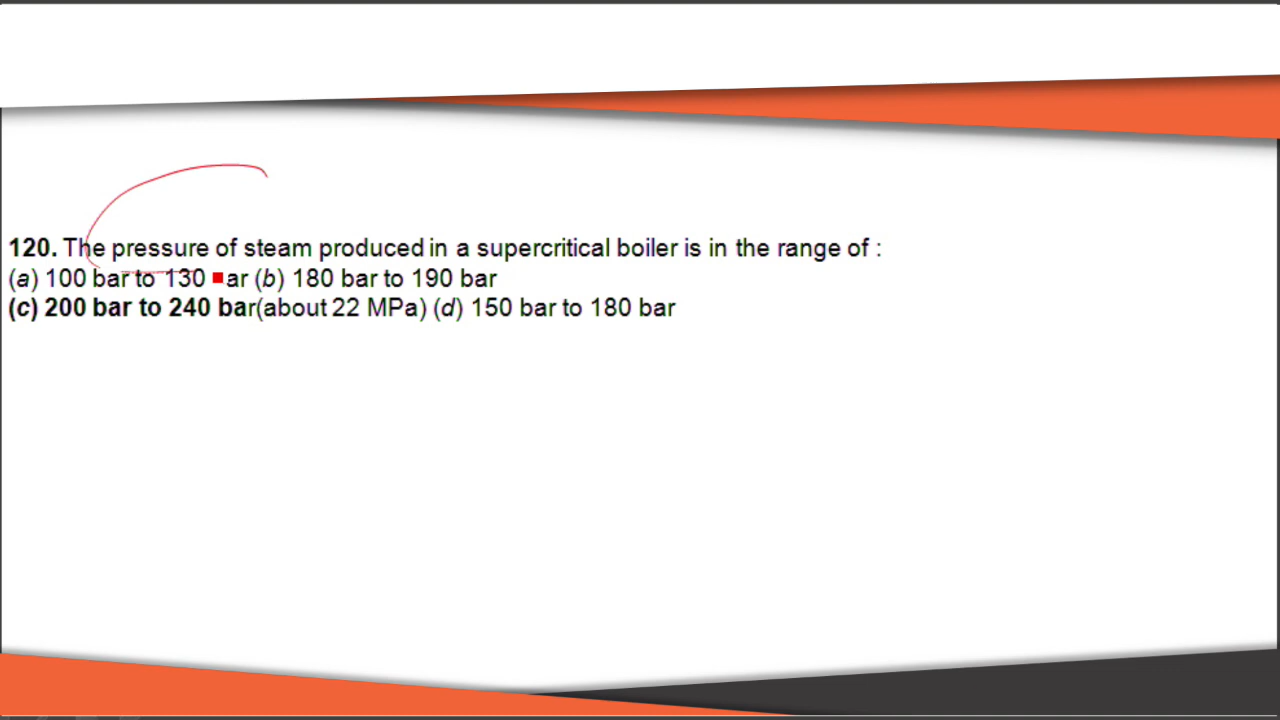 120. The pressure of steam produced in a supercritical boiler is in the range of :
(a) 100 bar to 130 ar (b) 180 bar to 190 bar
(c) 200 bar to 240 bar(about 22 MPa) (d) 150 bar to 180 bar